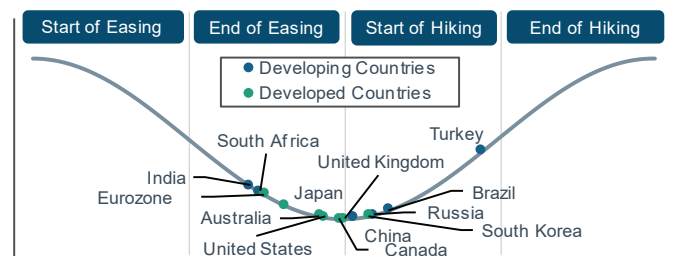 Start of Easing
End of Easing
Start of Hiking
End of Hiking
Developing Countries
Developed Countries
South Africa
Turkey
United Kingdom
India
Eurozone
Japan
Brazil
Australia
Russia
South Korea
China
United States
Canada